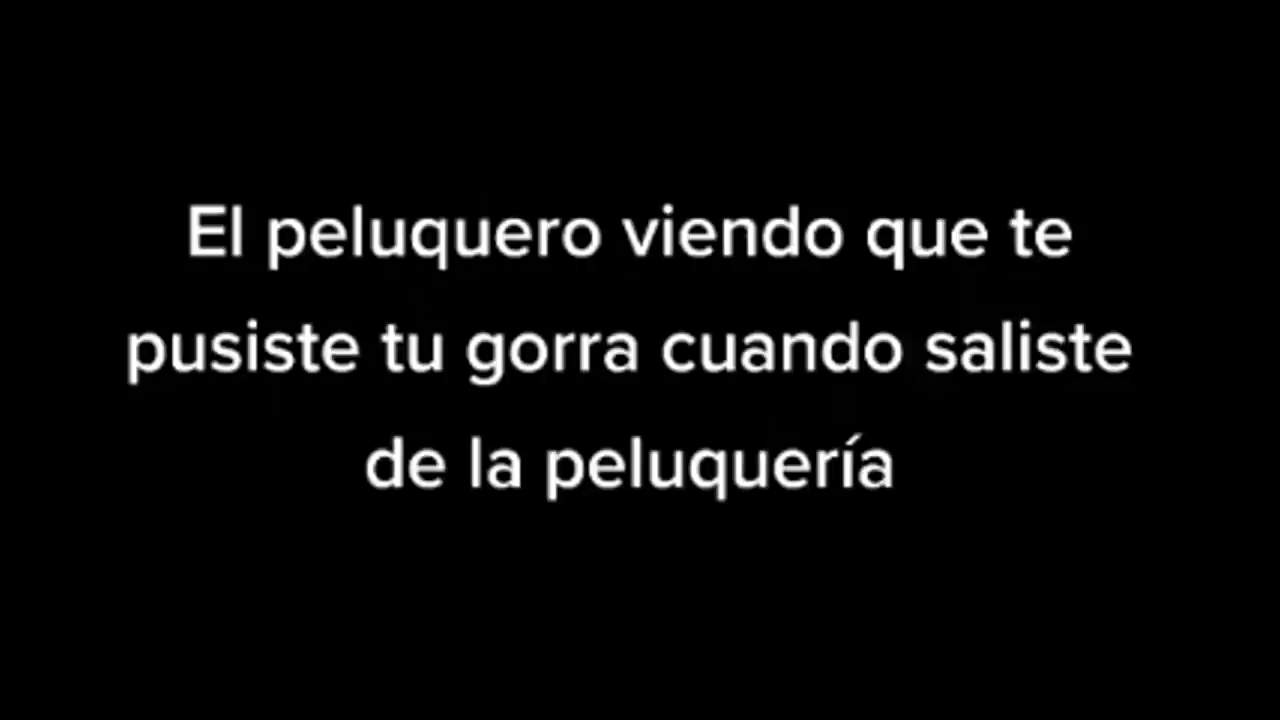 El peluquero viendo que te
pusiste tu gorra cuando saliste
de la peluquería